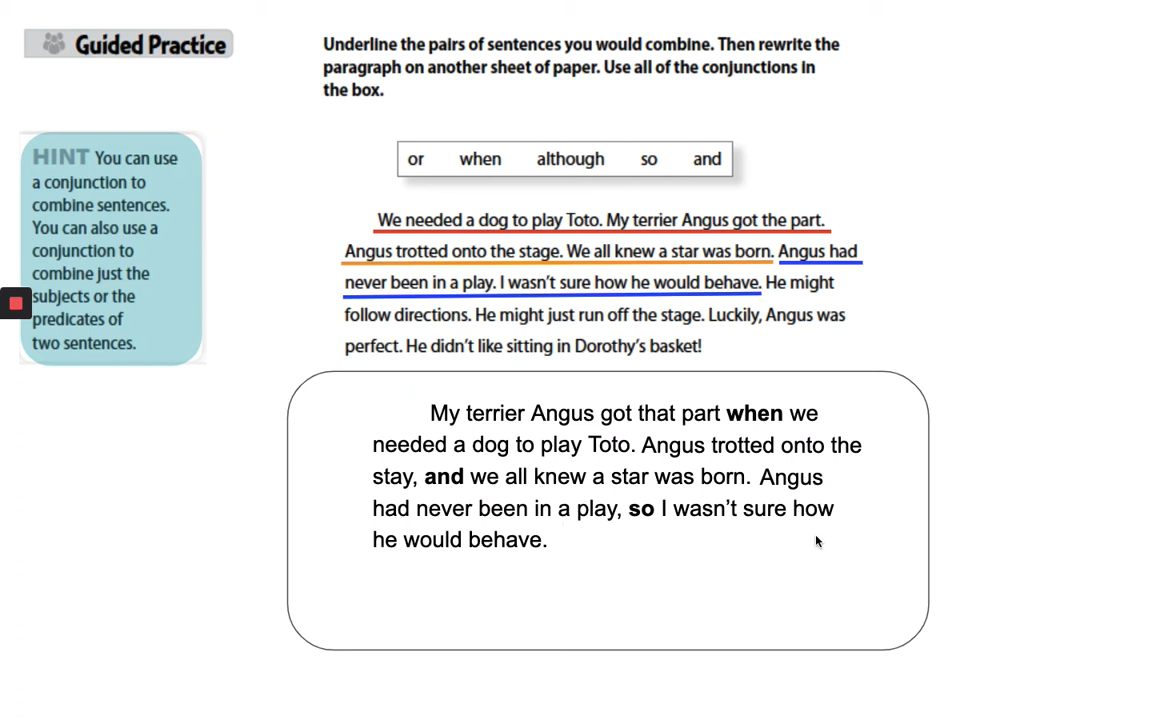 Guided Practice
Underline the pairs of sentences you would combine. Then rewrite the
paragraph on another sheet of paper. Use all of the conjunctions in
the box.
HINT You can use
a conjunction to
combine sentences.
You can also use a
conjunction to
combine just the
subjects or the
predicates of
two sentences.
or when although so and
We needed a dog to play Toto. My terrier Angus got the part.
Angus trotted onto the stage. We all knew a star was born. Angus had
never been in a play. I wasn't sure how he would behave. He might
follow directions. He might just run off the stage. Luckily, Angus was
perfect. He didn't like sitting in Dorothy's basket!
My terrier Angus got that part when we
needed a dog to play Toto. Angus trotted onto the
stay, and we all knew a star was born. Angus
had never been in a play, so I wasn't sure how
he would behave.